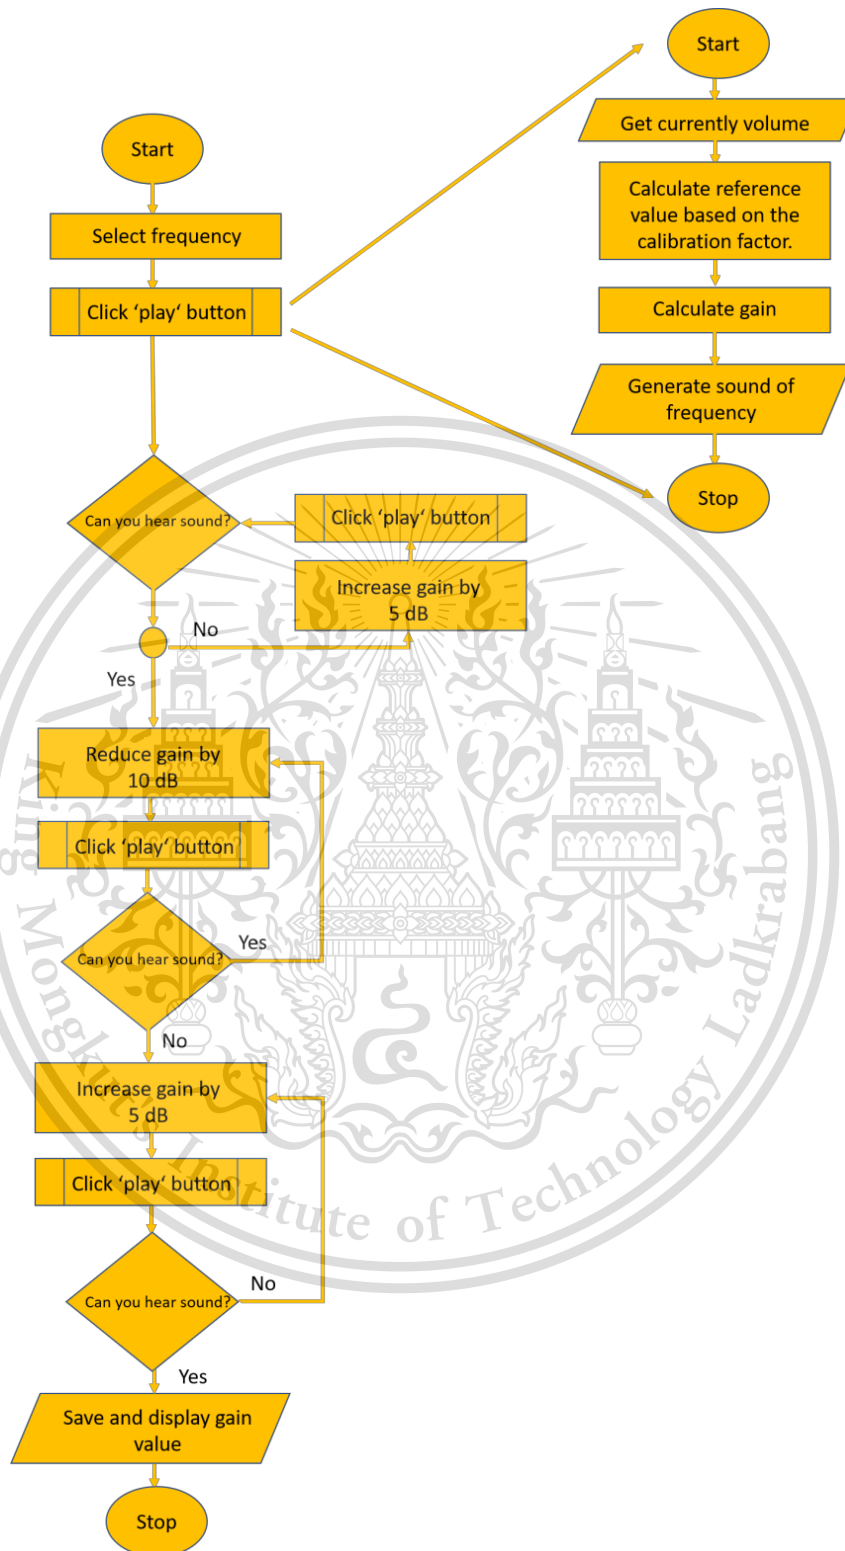 Start
Select frequency
Click ‘play‘ button
Can you hear sound?
Click ‘play‘ button
Increase gain by
5 dB
No
Yes
Reduce gain by
10 dB
Click ‘play‘ button
Can you hear sound?
Yes
No
Increase gain by
5 dB
Click ‘play‘ button
Can you hear sound?
No
Yes
Save and display gain
value
Stop
Start
Get currently volume
Calculate reference
value based on the
calibration factor.
Calculate gain
Generate sound of
frequency
Stop
King Mongkut's Institute of Technology Ladkrabang